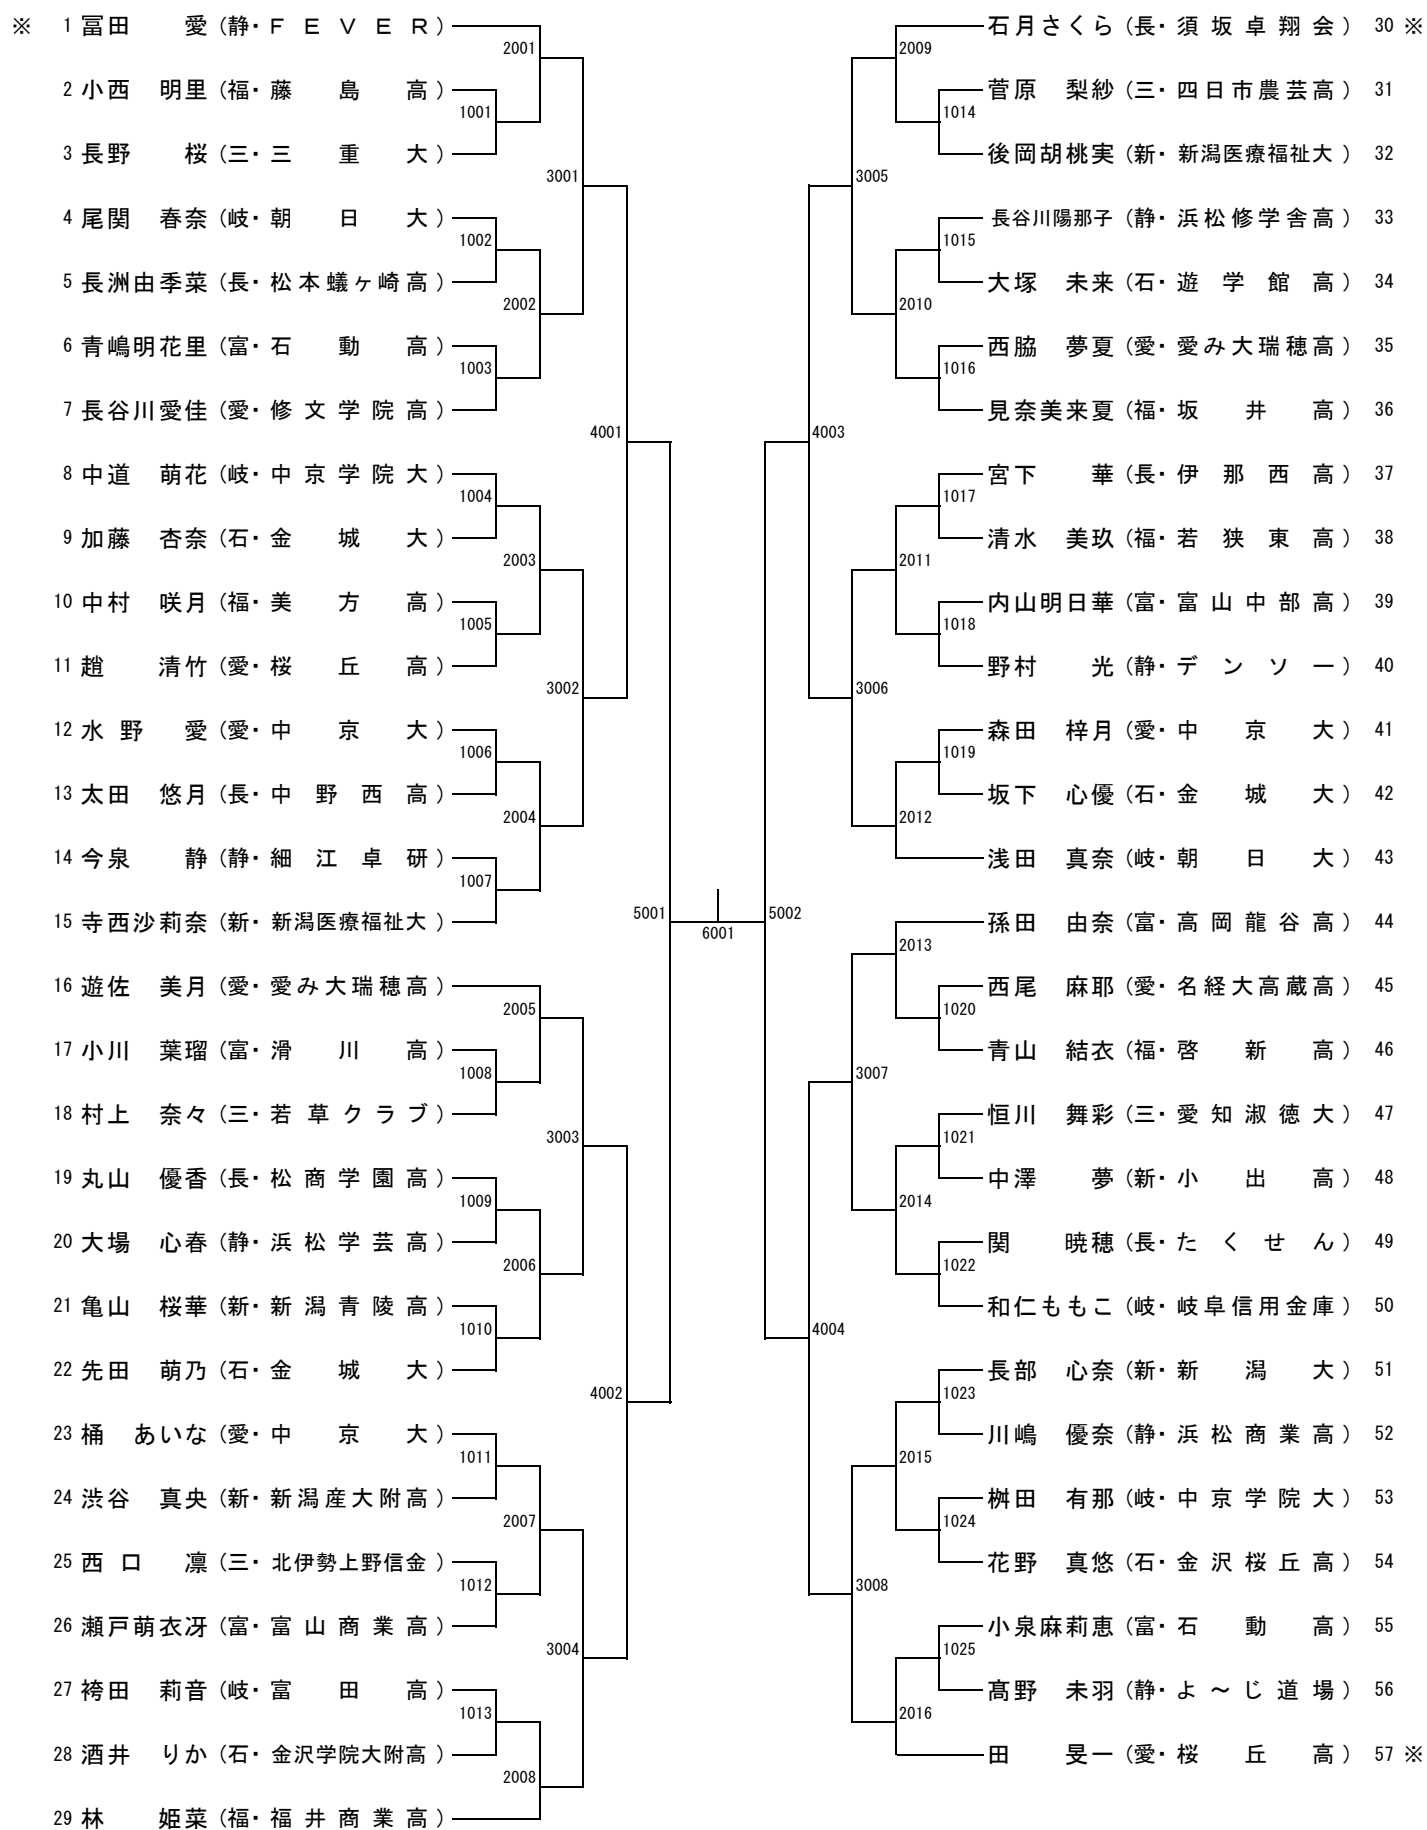 ※ 1 冨田 愛 (静・ＦＥＶＥＲ)
2001
2 小西 明里 (福・藤島高)
1001
3 長野 桜 (三・三重大)
3001
4 尾関 春奈 (岐・朝日大)
1002
5 長洲由季菜 (長・松本蟻ヶ崎高)
2002
6 青嶋明花里 (富・石動高)
1003
7 長谷川愛佳 (愛・修文学院高)
4001
8 中道 萌花 (岐・中京学院大)
1004
9 加藤 杏奈 (石・金城大)
2003
10 中村 咲月 (福・美方高)
1005
11 趙 清竹 (愛・桜丘高)
3002
12 水野 愛 (愛・中京大)
1006
13 太田 悠月 (長・中野西高)
2004
14 今泉 静 (静・細江卓研)
1007
15 寺西沙莉奈 (新・新潟医療福祉大)
5001
6001
16 遊佐 美月 (愛・愛み大瑞穂高)
2005
17 小川 葉瑠 (富・滑川高)
1008
18 村上 奈々 (三・若草クラブ)
3003
19 丸山 優香 (長・松商学園高)
1009
20 大場 心春 (静・浜松学芸高)
2006
21 亀山 桜華 (新・新潟青陵高)
1010
22 先田 萌乃 (石・金城大)
4002
23 桶 あいな (愛・中京大)
1011
24 渋谷 真央 (新・新潟産大附高)
2007
25 西口 凛 (三・北伊勢上野信金)
1012
26 瀬戸萌衣冴 (富・富山商業高)
3004
27 袴田 莉音 (岐・富田高)
1013
28 酒井 りか (石・金沢学院大附高)
2008
29 林 姫菜 (福・福井商業高)
石月さくら (長・須坂卓翔会) 30 ※
2009
菅原 梨紗 (三・四日市農芸高) 31
1014
後岡胡桃実 (新・新潟医療福祉大) 32
3005
長谷川陽那子 (静・浜松修学舎高) 33
1015
大塚 未来 (石・遊学館高) 34
2010
西脇 夢夏 (愛・愛み大瑞穂高) 35
1016
見奈美来夏 (福・坂井高) 36
4003
宮下 華 (長・伊那西高) 37
1017
清水 美玖 (福・若狭東高) 38
2011
内山明日華 (富・富山中部高) 39
1018
野村 光 (静・デンソー) 40
3006
森田 梓月 (愛・中京大) 41
1019
坂下 心優 (石・金城大) 42
2012
浅田 真奈 (岐・朝日大) 43
5002
孫田 由奈 (富・高岡龍谷高) 44
2013
西尾 麻耶 (愛・名経大高蔵高) 45
1020
青山 結衣 (福・啓新高) 46
3007
恒川 舞彩 (三・愛知淑徳大) 47
1021
中澤 夢 (新・小出高) 48
2014
関 暁穂 (長・たくせん) 49
1022
和仁ももこ (岐・岐阜信用金庫) 50
4004
長部 心奈 (新・新潟大) 51
1023
川嶋 優奈 (静・浜松商業高) 52
2015
桝田 有那 (岐・中京学院大) 53
1024
花野 真悠 (石・金沢桜丘高) 54
3008
小泉麻莉恵 (富・石動高) 55
1025
髙野 未羽 (静・よ～じ道場) 56
2016
田 旻一 (愛・桜丘高) 57 ※